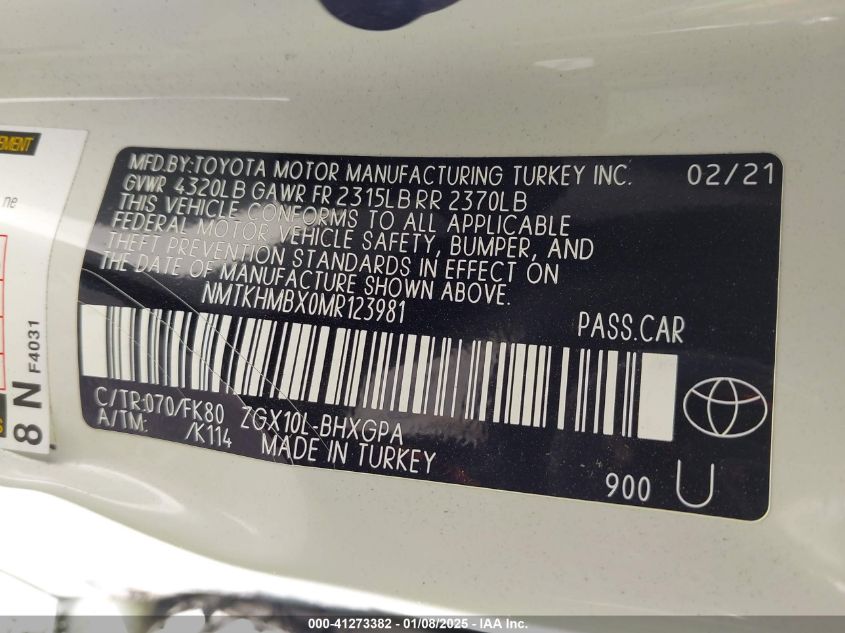 MFD.BY:TOYOTA MOTOR MANUFACTURING TURKEY INC. 02/21
GVWR 4320LB GAWR FR 2315LB RR 2370LB
THIS VEHICLE CONFORMS TO ALL APPLICABLE
FEDERAL MOTOR VEHICLE SAFETY, BUMPER, AND
THEFT PREVENTION STANDARDS IN EFFECT ON
THE DATE OF MANUFACTURE SHOWN ABOVE.
NMTKHMBX0MR123981
PASS.CAR
C/TR:070/FK80 ZGX10L-BHXGPA
A/TM: /K114 MADE IN TURKEY
900 U
ne
8 N F4031
000-41273382 - 01/08/2025 - IAA Inc.